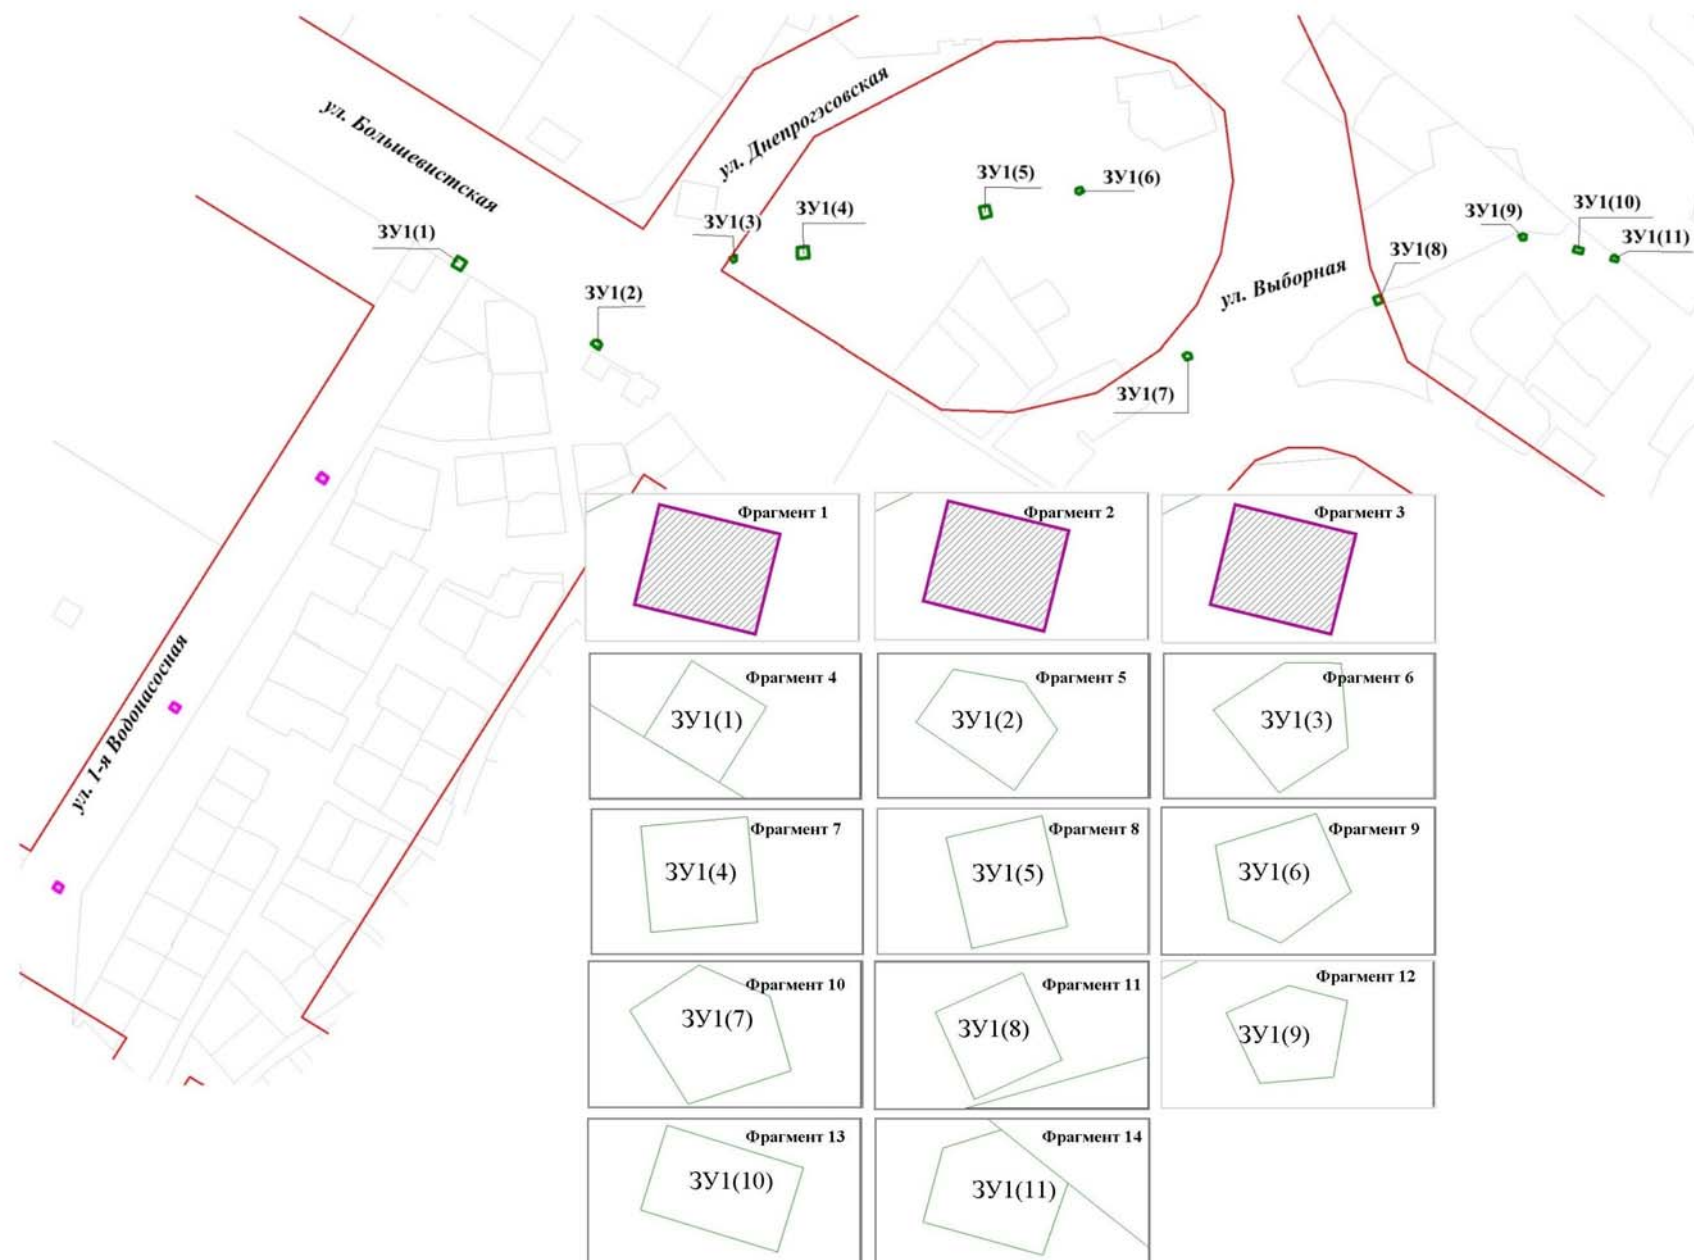 ул. Большевистская
ул. Днепрогэсовская
ЗУ1(1)
ЗУ1(2)
ЗУ1(3)
ЗУ1(4)
ЗУ1(5)
ЗУ1(6)
ул. Выборная
ЗУ1(7)
ЗУ1(8)
ЗУ1(9)
ЗУ1(10)
ЗУ1(11)
ул. 1-я Водонасосная
Фрагмент 1
Фрагмент 2
Фрагмент 3
Фрагмент 4
ЗУ1(1)
Фрагмент 5
ЗУ1(2)
Фрагмент 6
ЗУ1(3)
Фрагмент 7
ЗУ1(4)
Фрагмент 8
ЗУ1(5)
Фрагмент 9
ЗУ1(6)
Фрагмент 10
ЗУ1(7)
Фрагмент 11
ЗУ1(8)
Фрагмент 12
ЗУ1(9)
Фрагмент 13
ЗУ1(10)
Фрагмент 14
ЗУ1(11)